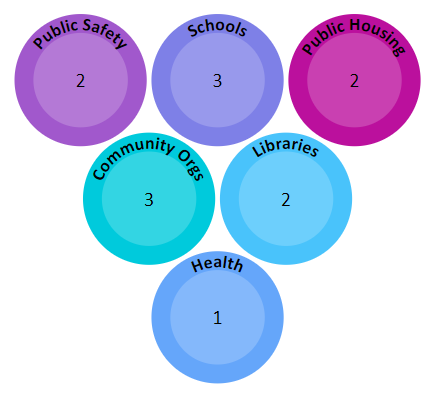 Public Safety
2
Schools
3
Public Housing
2
Community Orgs
3
Libraries
2
Health
1